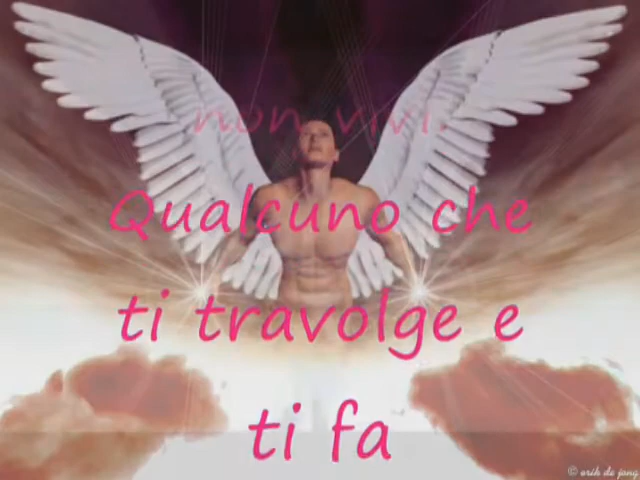 non vivi.
Qualcuno che
ti travolge e
ti fa
© erik de jong